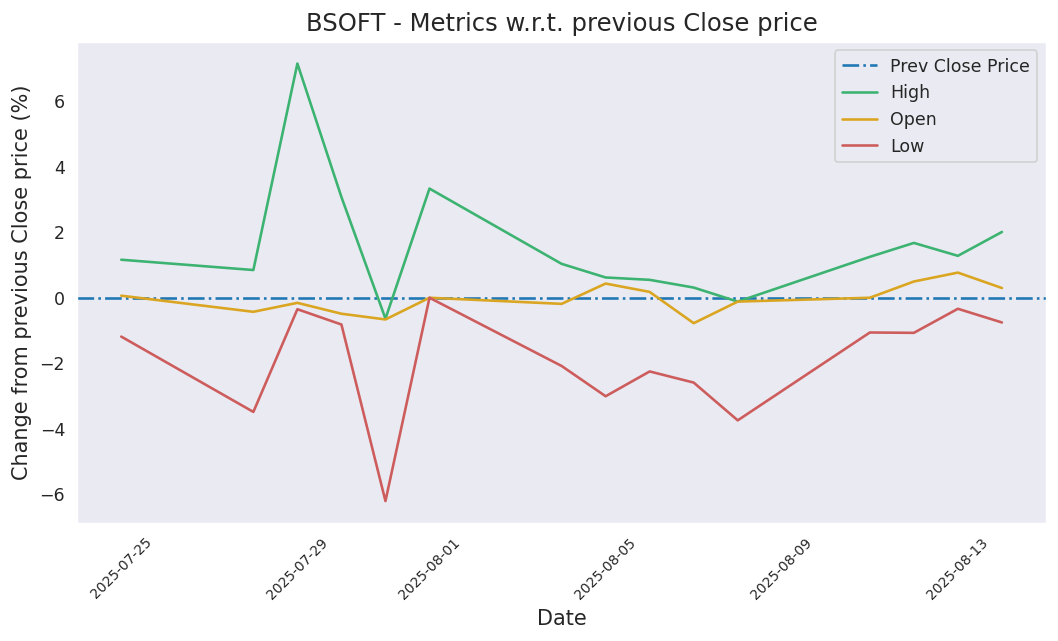 BSOFT - Metrics w.r.t. previous Close price
Prev Close Price
High
Open
Low
Change from previous Close price (%)
6
4
2
0
−2
−4
−6
2025-07-25
2025-07-29
2025-08-01
2025-08-05
2025-08-09
2025-08-13
Date